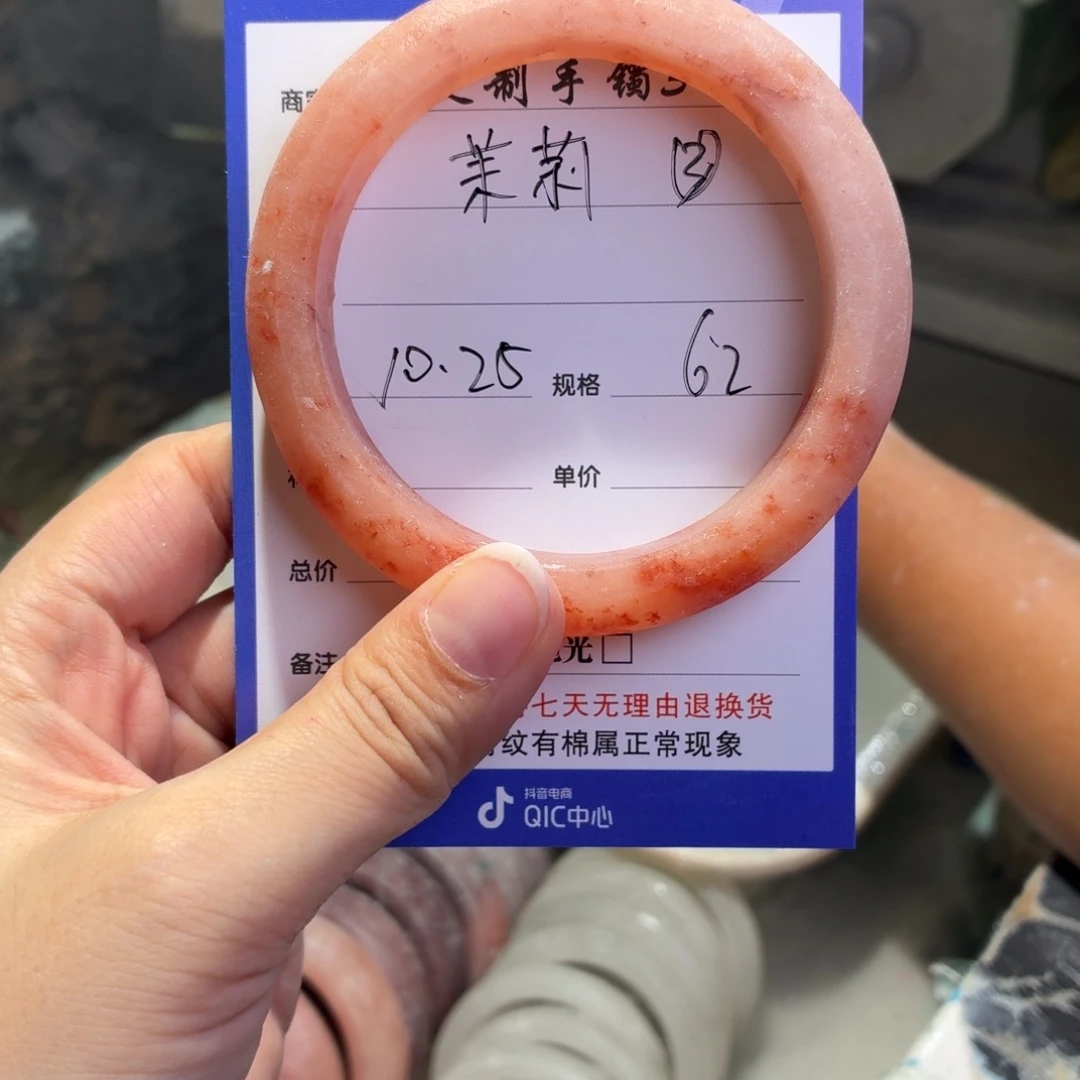 商
制手镯
茉莉 ③
10.25 规格 62
单价
总价
备注 光□
七天无理由退换货
纹有棉属正常现象
抖音电商
QIC中心